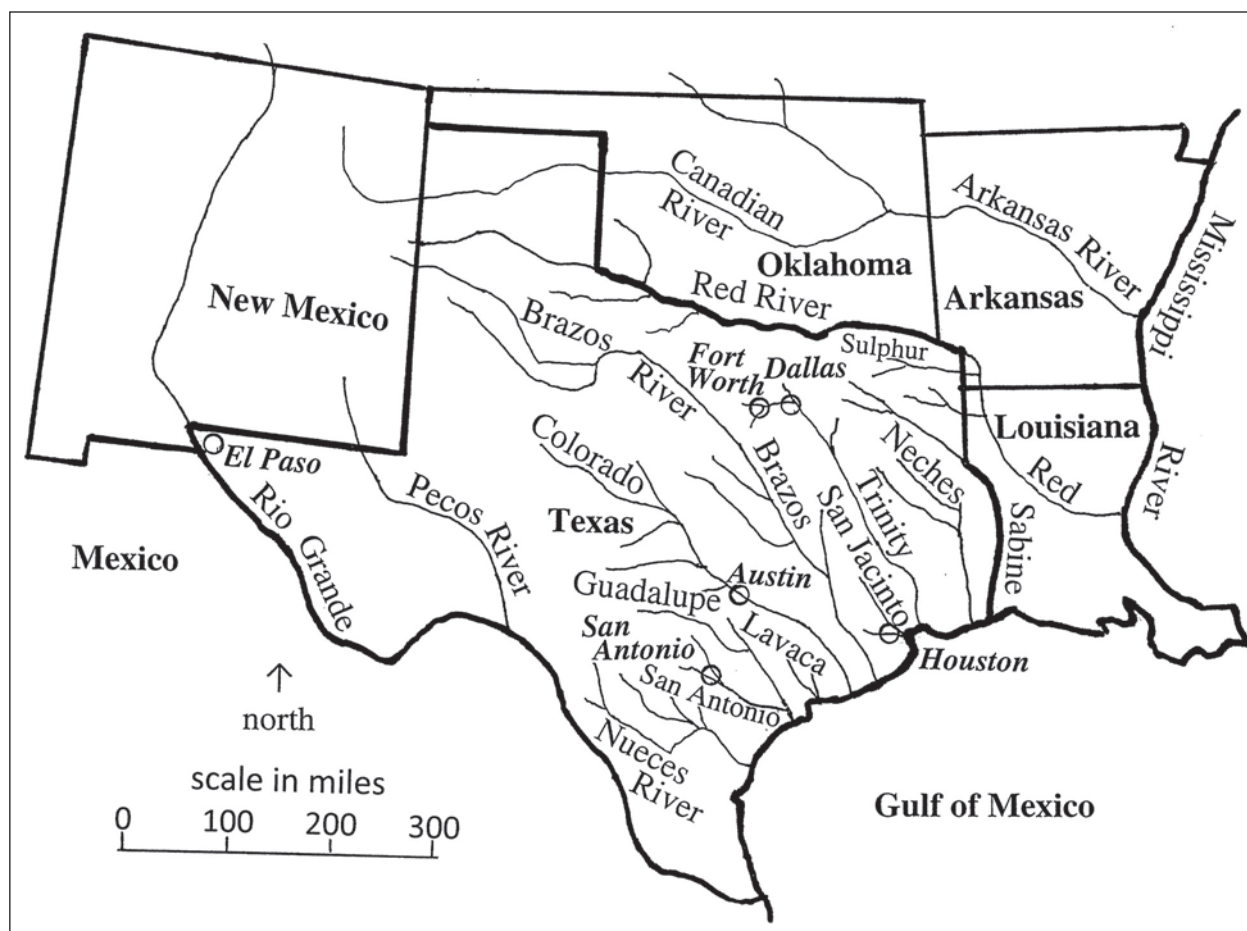 Canadian
River
Arkansas River
Mississippi
River
Oklahoma
Arkansas
New Mexico
Red River
Brazos
River
Brazos
Sulphur
Fort
Worth
Dallas
Louisiana
Red
El Paso
Colorado
Neches
Trinity
San Jacinto
Sabine
Pecos River
Rio
Grande
Mexico
Texas
Austin
Guadalupe
Lavaca
San
Antonio
San Antonio
Houston
Nueces
River
Gulf of Mexico
north
scale in miles
0 100 200 300